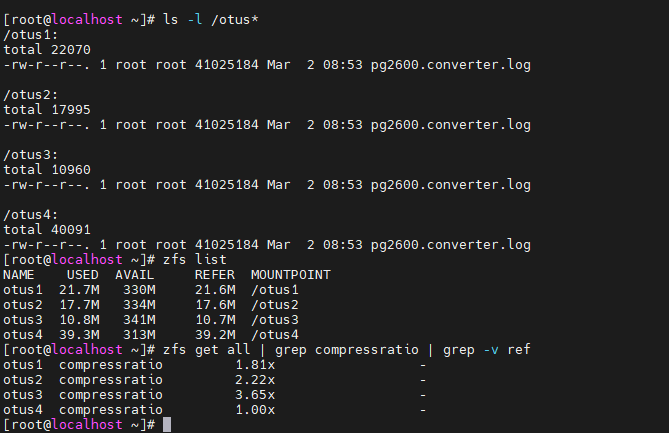 [root@localhost ~]# ls -l /otus*
/otus1:
total 22070
-rw-r--r--. 1 root root 41025184 Mar  2 08:53 pg2600.converter.log

/otus2:
total 17995
-rw-r--r--. 1 root root 41025184 Mar  2 08:53 pg2600.converter.log

/otus3:
total 10960
-rw-r--r--. 1 root root 41025184 Mar  2 08:53 pg2600.converter.log

/otus4:
total 40091
-rw-r--r--. 1 root root 41025184 Mar  2 08:53 pg2600.converter.log
[root@localhost ~]# zfs list
NAME    USED  AVAIL     REFER  MOUNTPOINT
otus1  21.7M   330M     21.6M  /otus1
otus2  17.7M   334M     17.6M  /otus2
otus3  10.8M   341M     10.7M  /otus3
otus4  39.3M   313M     39.2M  /otus4
[root@localhost ~]# zfs get all | grep compressratio | grep -v ref
otus1  compressratio         1.81x                  -
otus2  compressratio         2.22x                  -
otus3  compressratio         3.65x                  -
otus4  compressratio         1.00x                  -
[root@localhost ~]#